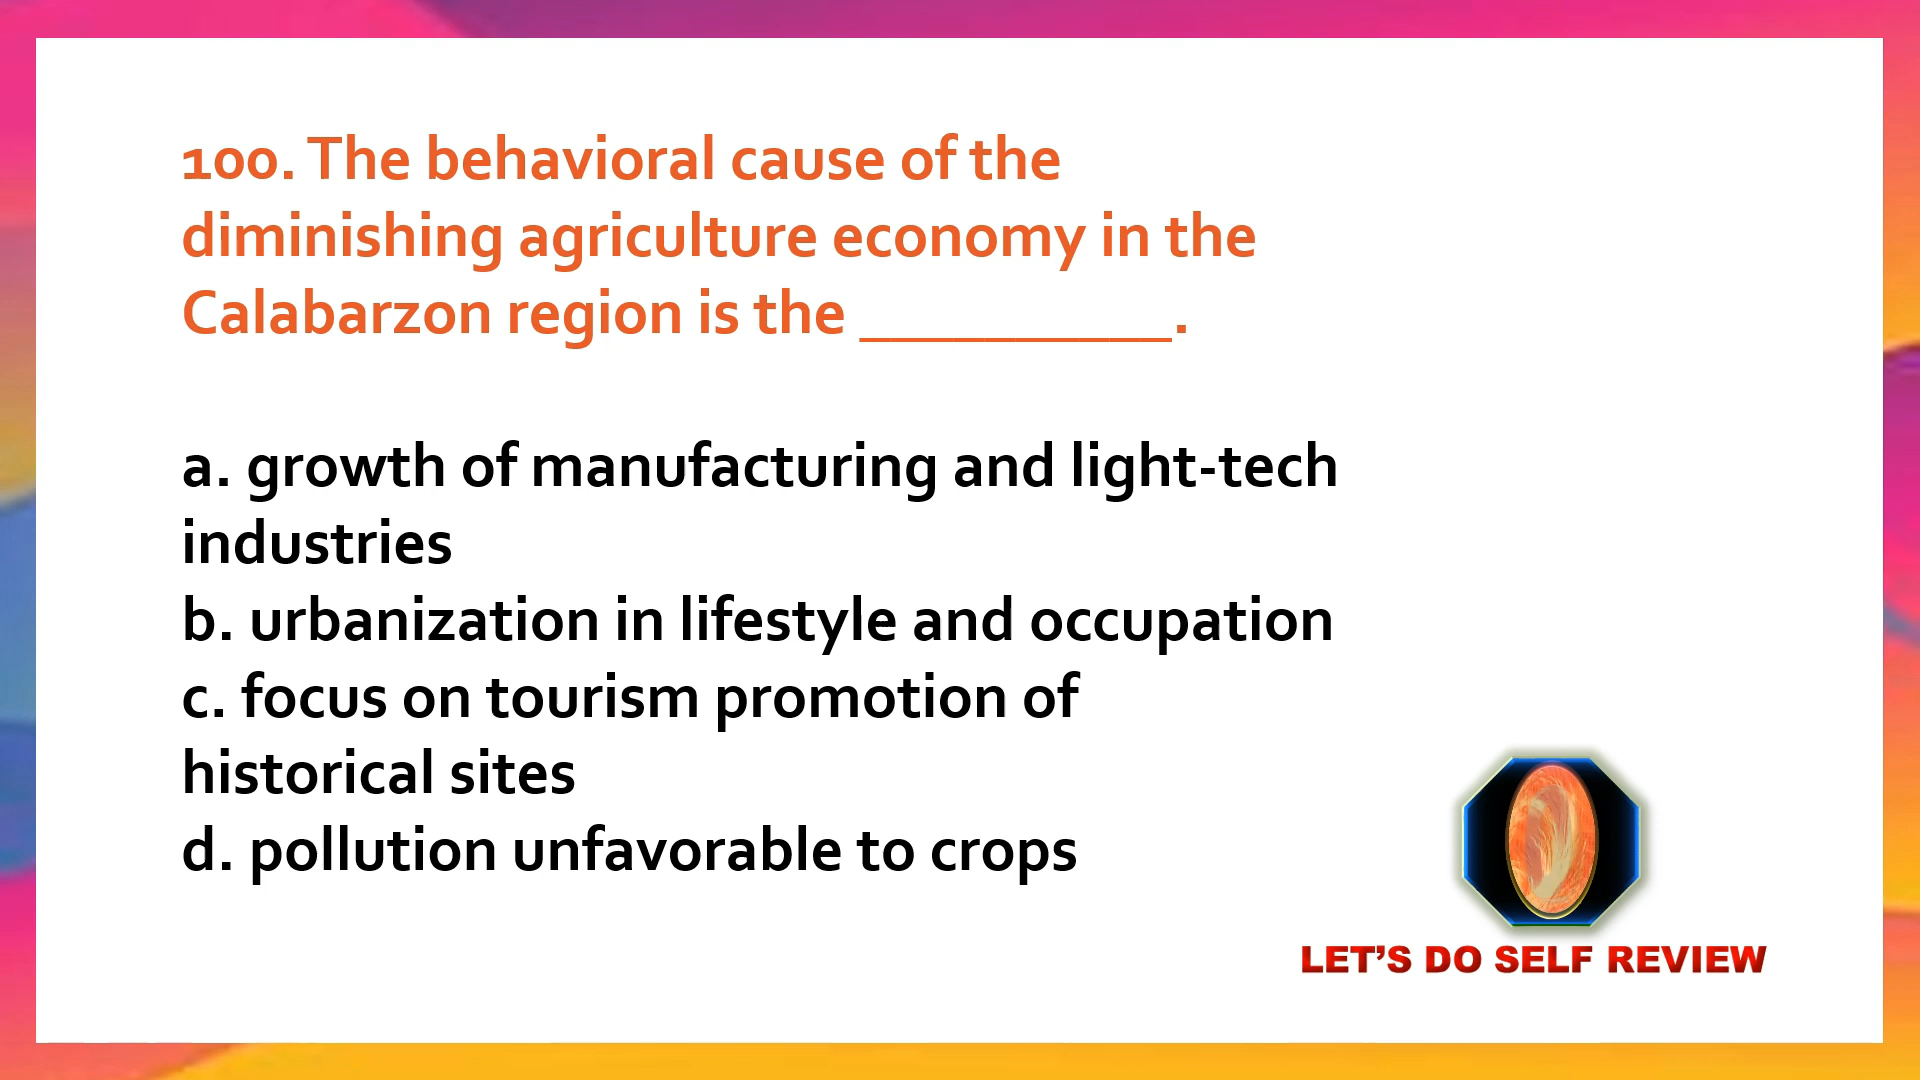 100. The behavioral cause of the
diminishing agriculture economy in the
Calabarzon region is the __________.
a. growth of manufacturing and light-tech
industries
b. urbanization in lifestyle and occupation
c. focus on tourism promotion of
historical sites
d. pollution unfavorable to crops
LET'S DO SELF REVIEW